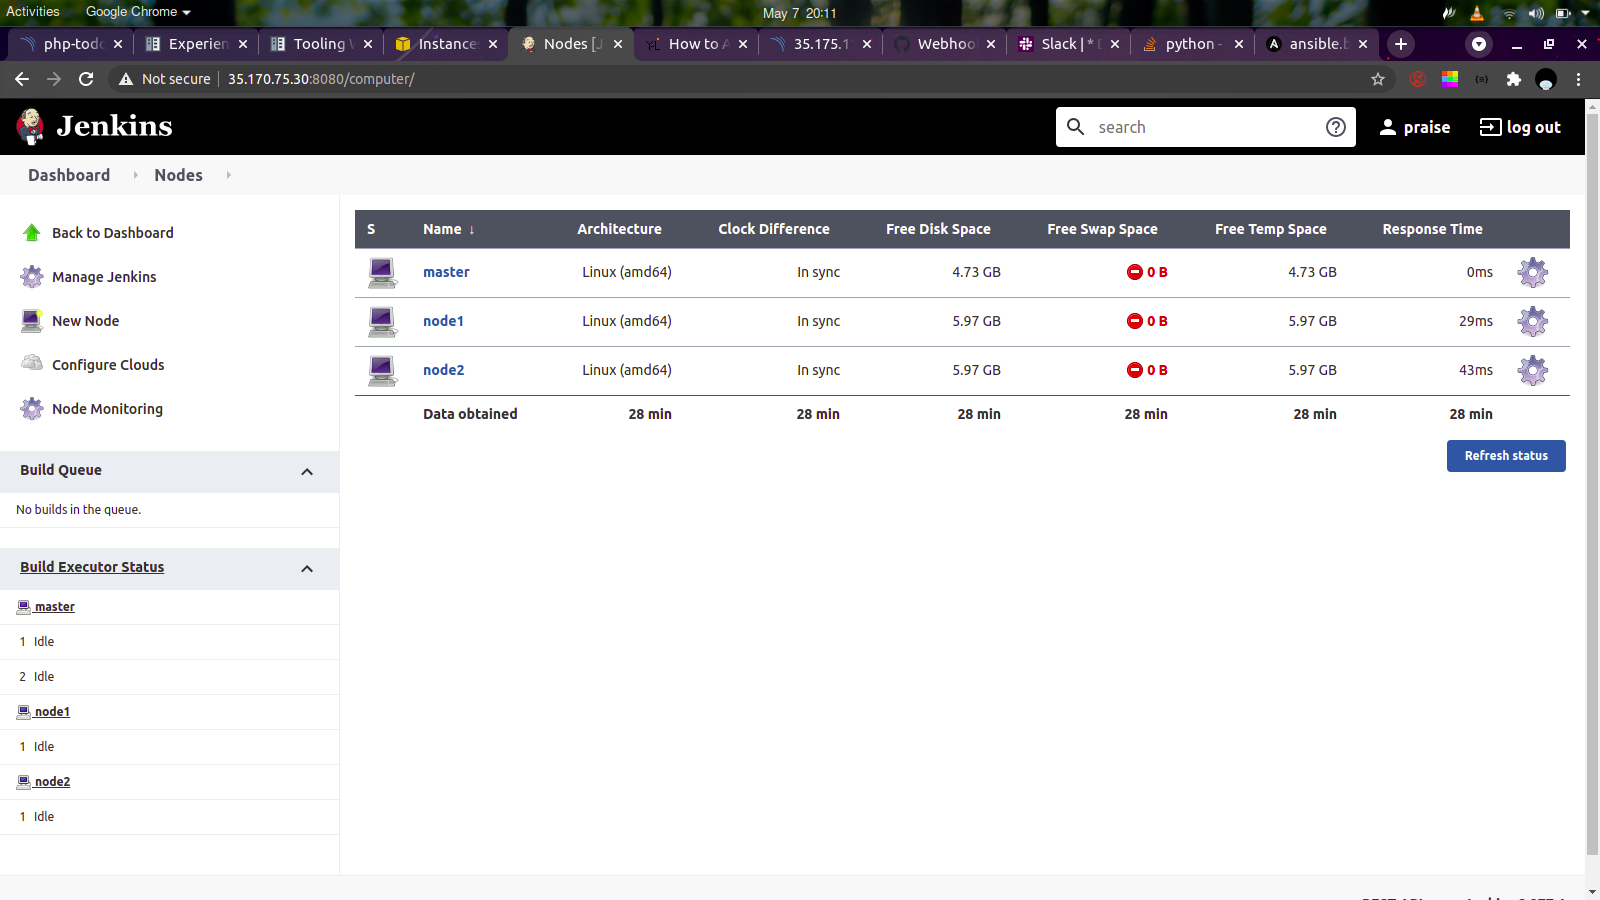 Activities Google Chrome May 7 20:11
php-todo Experien Tooling Instances Nodes [J How to A 35.175.1 Webhoo Slack | * python - ansible.b
Not secure 35.170.75.30:8080/computer/
Jenkins search praise log out
Dashboard Nodes
Back to Dashboard
Manage Jenkins
New Node
Configure Clouds
Node Monitoring
Build Queue
No builds in the queue.
Build Executor Status
master
1 Idle
2 Idle
node1
1 Idle
node2
1 Idle
S Name ↓ Architecture Clock Difference Free Disk Space Free Swap Space Free Temp Space Response Time
master Linux (amd64) In sync 4.73 GB 0 B 4.73 GB 0ms
node1 Linux (amd64) In sync 5.97 GB 0 B 5.97 GB 29ms
node2 Linux (amd64) In sync 5.97 GB 0 B 5.97 GB 43ms
Data obtained 28 min 28 min 28 min 28 min 28 min 28 min
Refresh status